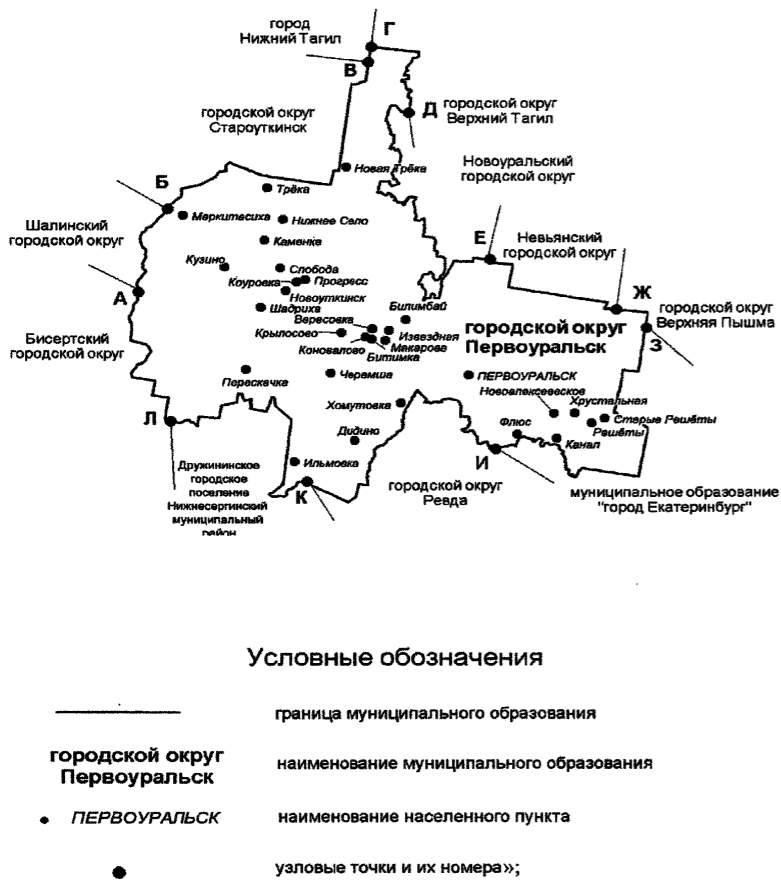 город
Нижний Тагил
Г
В
городской округ
Староуткинск
Д
городской округ
Верхний Тагил
Новоуральский
городской округ
Новая Трёка
Трёка
Б
Меркитасиха
Нижнее Село
Шалинский
городской округ
Каменка
Е
Невьянский
городской округ
Кузино
Слобода
Коуровка
Прогресс
А
Новоуткинск
Ж
Шадриха
Билимбай
городской округ
Верхняя Пышма
З
Бисертский
городской округ
Вересовка
Извездная
городской округ
Первоуральск
Крылосово
Макарова
Коновалово
Битимка
Перескачка
Черемша
ПЕРВОУРАЛЬСК
Новоалексеевское
Хрустальная
Хомутовка
Старые Решёты
Л
Флюс
Решёты
Дидино
Канал
И
Дружининское
городское
поселение
Нижнесергинский
муниципальный
район
Ильмовка
К
городской округ
Ревда
муниципальное образование
"город Екатеринбург"
Условные обозначения
граница муниципального образования
городской округ
Первоуральск
наименование муниципального образования
ПЕРВОУРАЛЬСК
наименование населенного пункта
узловые точки и их номера»;